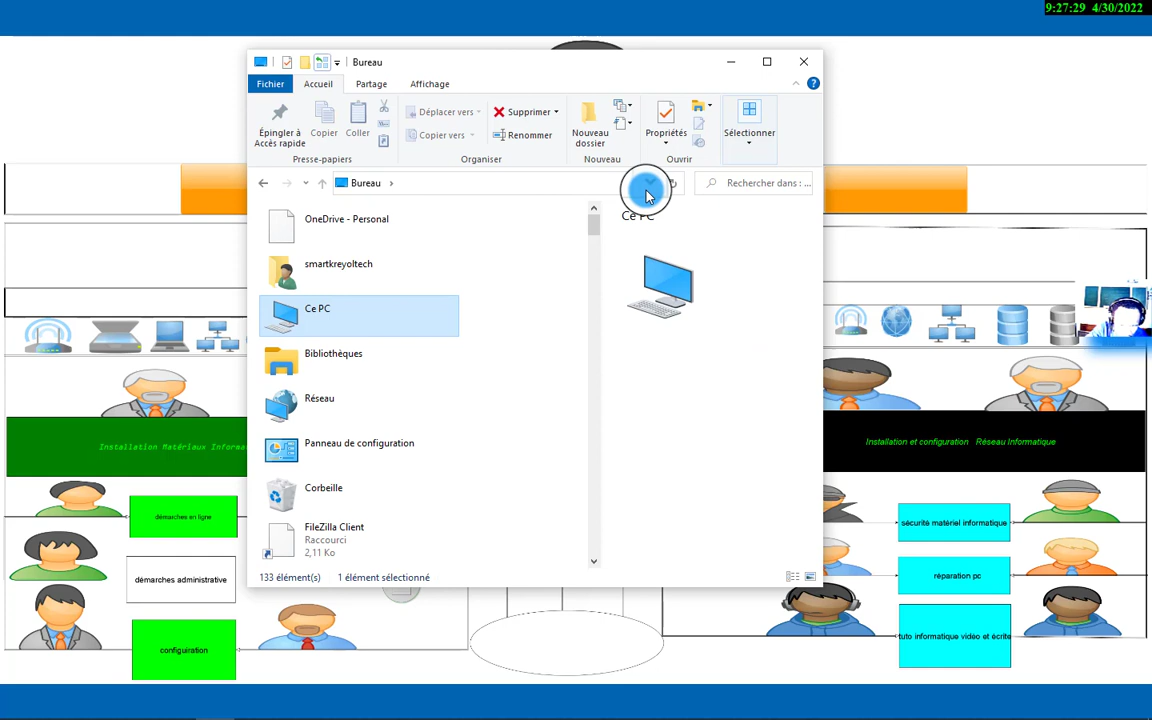 9:27:29 4/30/2022
Bureau
Fichier Accueil Partage Affichage
Épingler à
Accès rapide
Copier
Coller
Déplacer vers
Copier vers
Supprimer
Renommer
Nouveau
dossier
Propriétés
Sélectionner
Presse-papiers
Organiser
Nouveau
Ouvrir
Bureau
Rechercher dans : ...
OneDrive - Personal
smartkreyoltech
Ce PC
Bibliothèques
Réseau
Panneau de configuration
Corbeille
FileZilla Client
Raccourci
2,11 Ko
Ce PC
133 élément(s) 1 élément sélectionné
Installation Matériaux
démarches en ligne
démarches administrative
configuiration
Installation et configuration Réseau Informatique
sécurité matériel informatique
réparation pc
tuto informatique vidéo et écrite